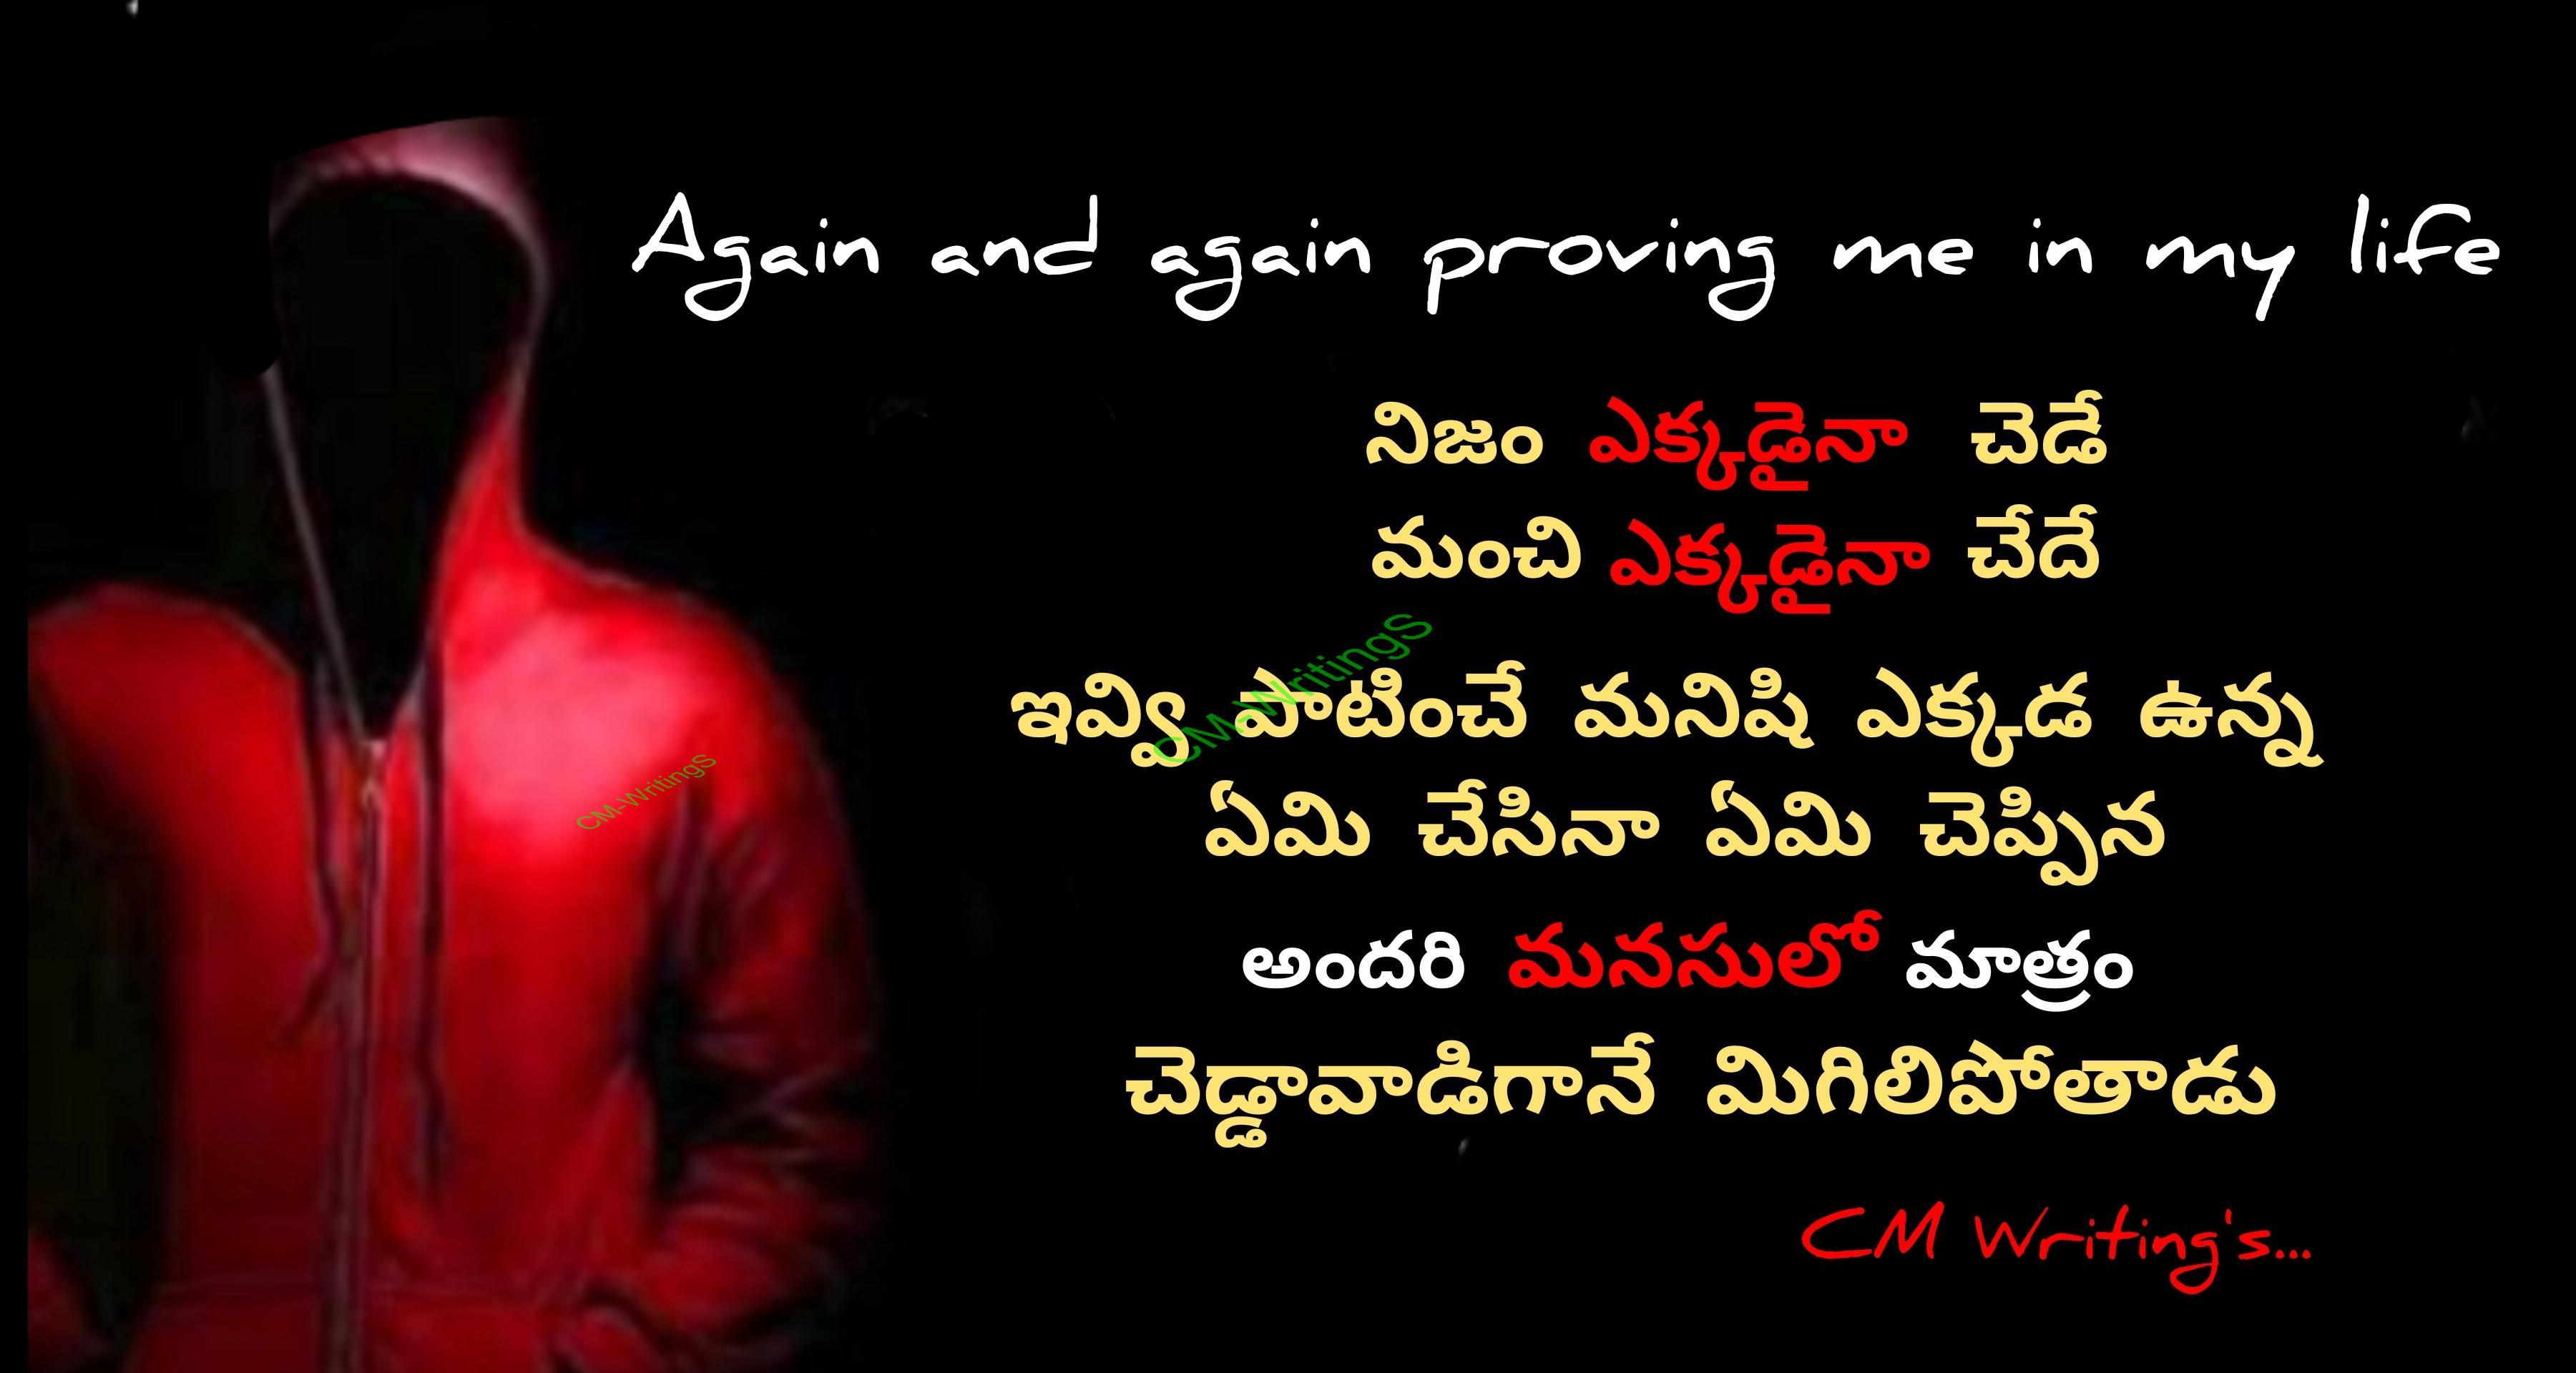 Again and again proving me in my life
నిజం ఎక్కడైనా చెడే
మంచి ఎక్కడైనా చేదే
ఇవ్వి పాటించే మనిషి ఎక్కడ ఉన్న
ఏమి చేసినా ఏమి చెప్పిన
అందరి మనసులో మాత్రం
చెడ్డావాడిగానే మిగిలిపోతాడు
CM Writing's...
CM-WritingS
CM-WritingS